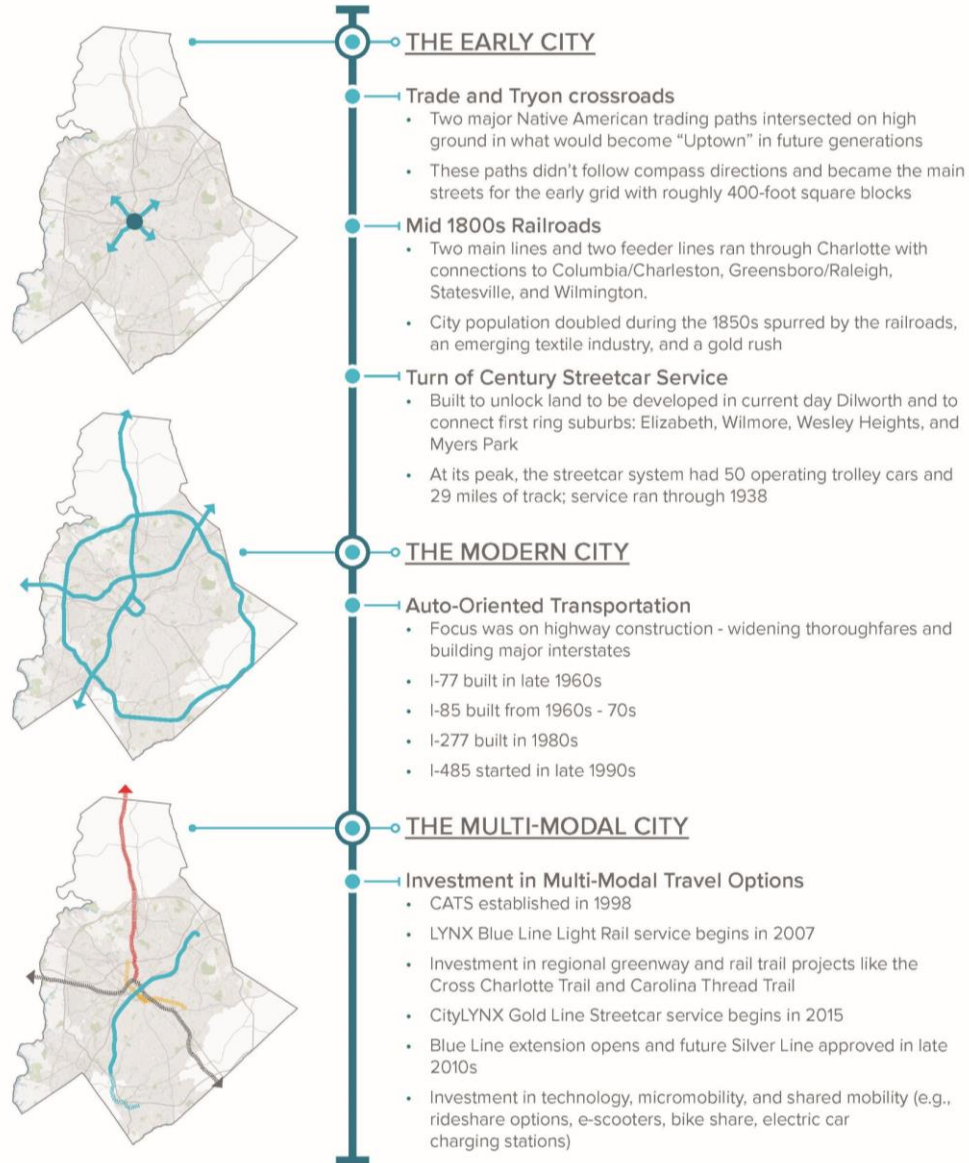 THE EARLY CITY
Trade and Tryon crossroads
• Two major Native American trading paths intersected on high
ground in what would become “Uptown” in future generations
• These paths didn’t follow compass directions and became the main
streets for the early grid with roughly 400-foot square blocks
Mid 1800s Railroads
• Two main lines and two feeder lines ran through Charlotte with
connections to Columbia/Charleston, Greensboro/Raleigh,
Statesville, and Wilmington.
• City population doubled during the 1850s spurred by the railroads,
an emerging textile industry, and a gold rush
Turn of Century Streetcar Service
• Built to unlock land to be developed in current day Dilworth and to
connect first ring suburbs: Elizabeth, Wilmore, Wesley Heights, and
Myers Park
• At its peak, the streetcar system had 50 operating trolley cars and
29 miles of track; service ran through 1938
THE MODERN CITY
Auto-Oriented Transportation
• Focus was on highway construction - widening thoroughfares and
building major interstates
• I-77 built in late 1960s
• I-85 built from 1960s - 70s
• I-277 built in 1980s
• I-485 started in late 1990s
THE MULTI-MODAL CITY
Investment in Multi-Modal Travel Options
• CATS established in 1998
• LYNX Blue Line Light Rail service begins in 2007
• Investment in regional greenway and rail trail projects like the
Cross Charlotte Trail and Carolina Thread Trail
• CityLYNX Gold Line Streetcar service begins in 2015
• Blue Line extension opens and future Silver Line approved in late
2010s
• Investment in technology, micromobility, and shared mobility (e.g.,
rideshare options, e-scooters, bike share, electric car
charging stations)